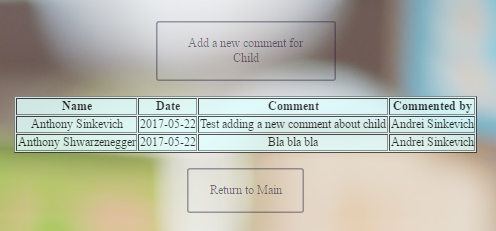 Add a new comment for
Child
Name Date Comment Commented by
Anthony Sinkevich 2017-05-22 Test adding a new comment about child Andrei Sinkevich
Anthony Shwarzenegger 2017-05-22 Bla bla bla Andrei Sinkevich
Return to Main